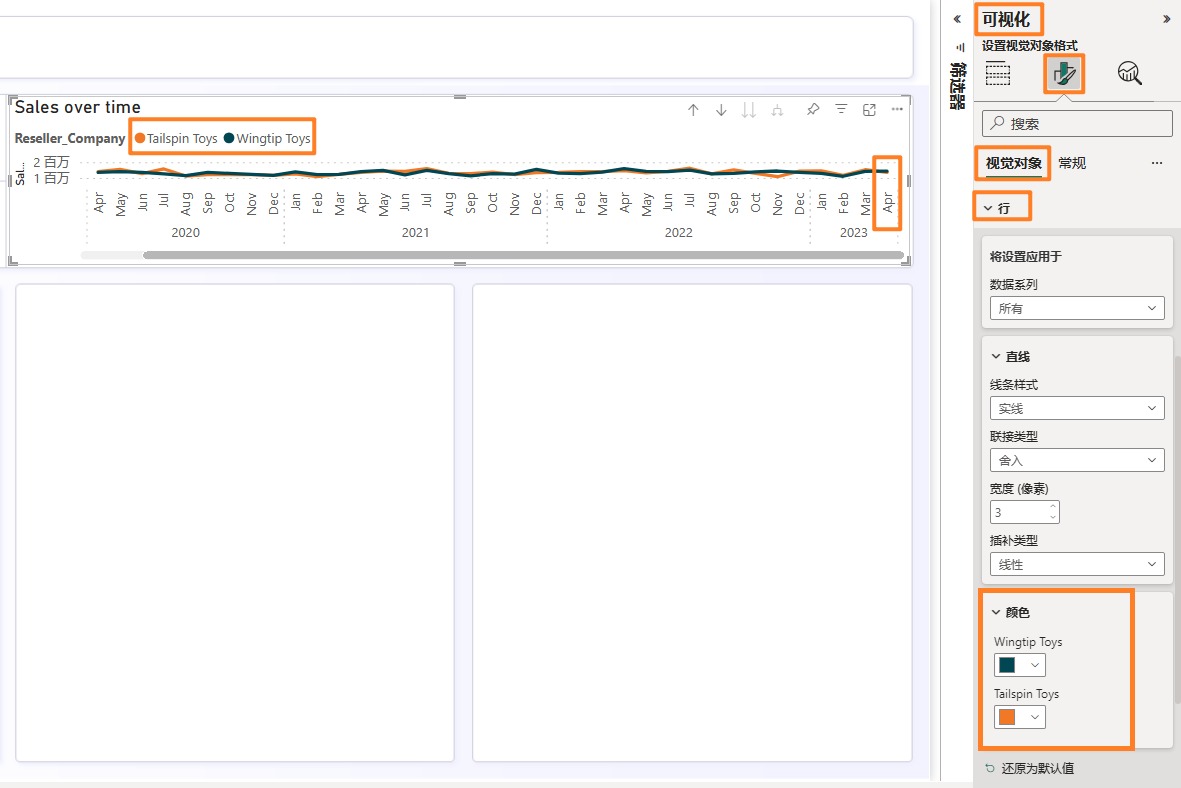 Sales over time
Reseller_Company Tailspin Toys Wingtip Toys
Sal...
2 百万
1 百万
Apr May Jun Jul Aug Sep Oct Nov Dec Jan Feb Mar Apr May Jun Jul Aug Sep Oct Nov Dec Jan Feb Mar Apr May Jun Jul Aug Sep Oct Nov Dec Jan Feb Mar Apr
2020 2021 2022 2023
筛选器
可视化
设置视觉对象格式
搜索
视觉对象 常规
行
将设置应用于
数据系列
所有
直线
线条样式
实线
联接类型
舍入
宽度 (像素)
3
插补类型
线性
颜色
Wingtip Toys
Tailspin Toys
还原为默认值